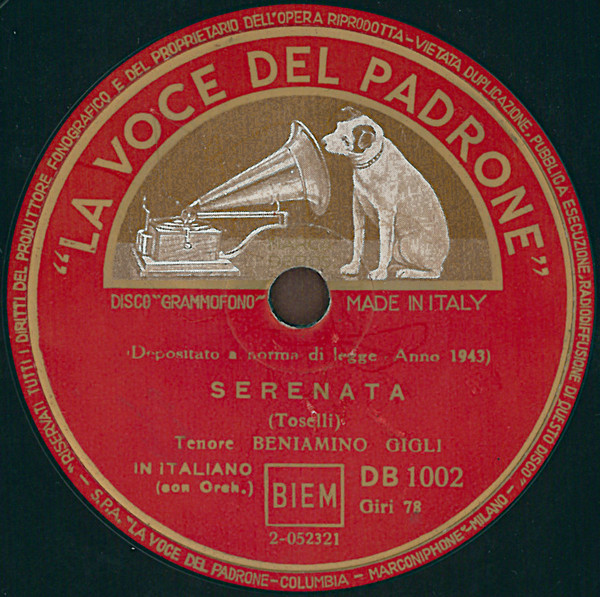 "RISERVATI TUTTI I DIRITTI DEL PRODUTTORE FONOGRAFICO E DEL PROPRIETARIO DELL'OPERA RIPRODOTTA - VIETATA DUPLICAZIONE, PUBBLICA ESECUZIONE, RADIODIFFUSIONE DI QUESTO DISCO"
"LA VOCE DEL PADRONE"
DISCO "GRAMMOFONO" MADE IN ITALY
(Depositato a norma di legge - Anno 1943)
SERENATA
(Toselli)
Tenore BENIAMINO GIGLI
IN ITALIANO
(con Orch.)
BIEM
DB 1002
Giri 78
2-052321
- S.P.A. "LA VOCE DEL PADRONE-COLUMBIA - MARCONIPHONE"-MILANO -